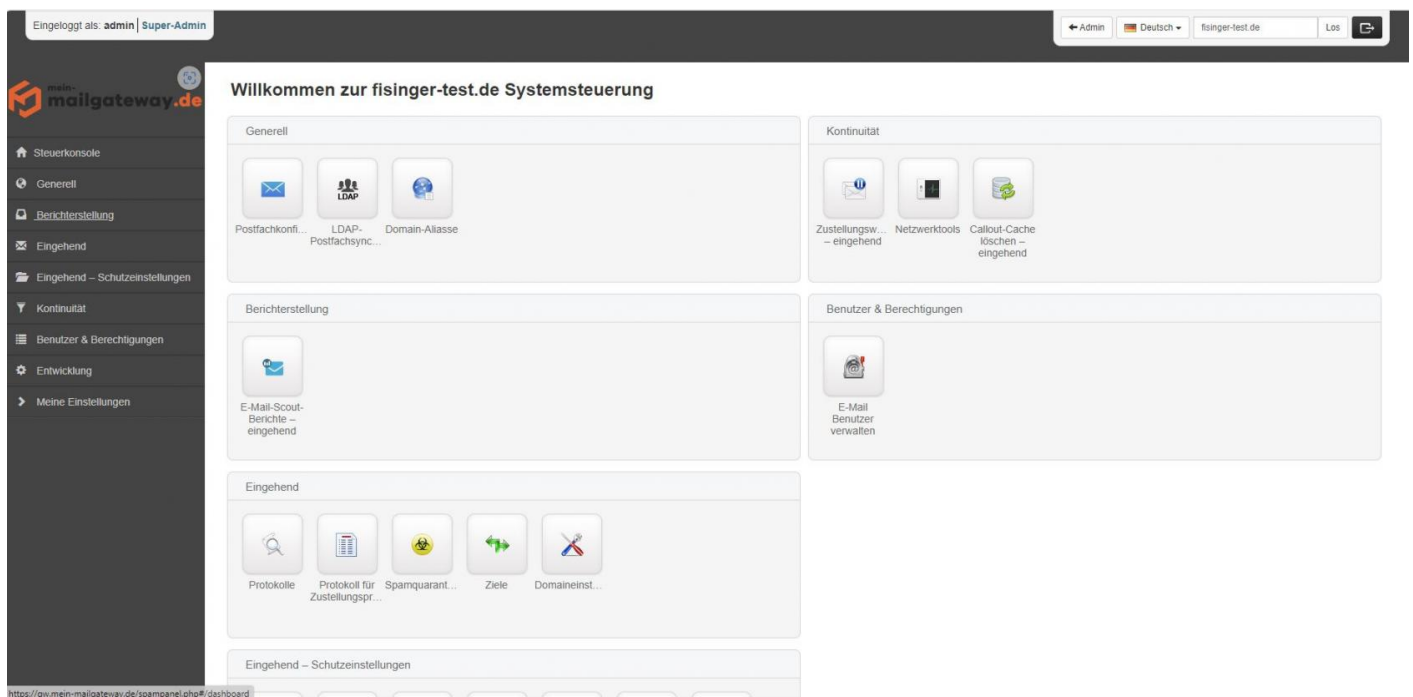 Eingeloggt als: admin | Super-Admin
Admin
Deutsch
fisinger-test.de
Los
mein-
mailgateway.de
Willkommen zur fisinger-test.de Systemsteuerung
Steuerkonsole
Generell
Berichterstellung
Eingehend
Eingehend – Schutzeinstellungen
Kontinuität
Benutzer & Berechtigungen
Entwicklung
Meine Einstellungen
Generell
Postfachkonfi...
LDAP
LDAP-
Postfachsync...
Domain-Aliasse
Kontinuität
Zustellungsw...
– eingehend
Netzwerktools
Callout-Cache
löschen –
eingehend
Berichterstellung
E-Mail-Scout-
Berichte –
eingehend
Benutzer & Berechtigungen
E-Mail
Benutzer
verwalten
Eingehend
Protokolle
Protokoll für
Zustellungspr...
Spamquarant...
Ziele
Domaineinst...
Eingehend – Schutzeinstellungen
https://gw.mein-mailgateway.de/spampanel.php#/dashboard